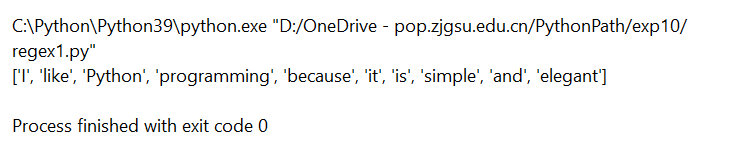 C:\Python\Python39\python.exe "D:/OneDrive - pop.zjgsu.edu.cn/PythonPath/exp10/
regex1.py"
['I', 'like', 'Python', 'programming', 'because', 'it', 'is', 'simple', 'and', 'elegant']
Process finished with exit code 0